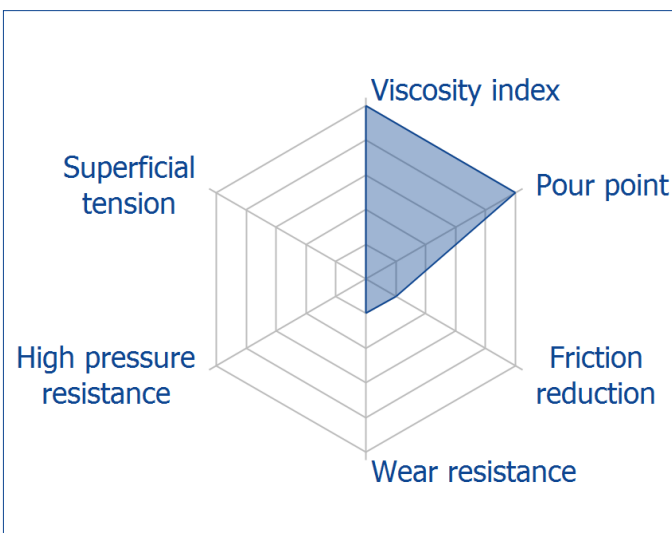 Viscosity index
Superficial
tension
Pour point
High pressure
resistance
Friction
reduction
Wear resistance